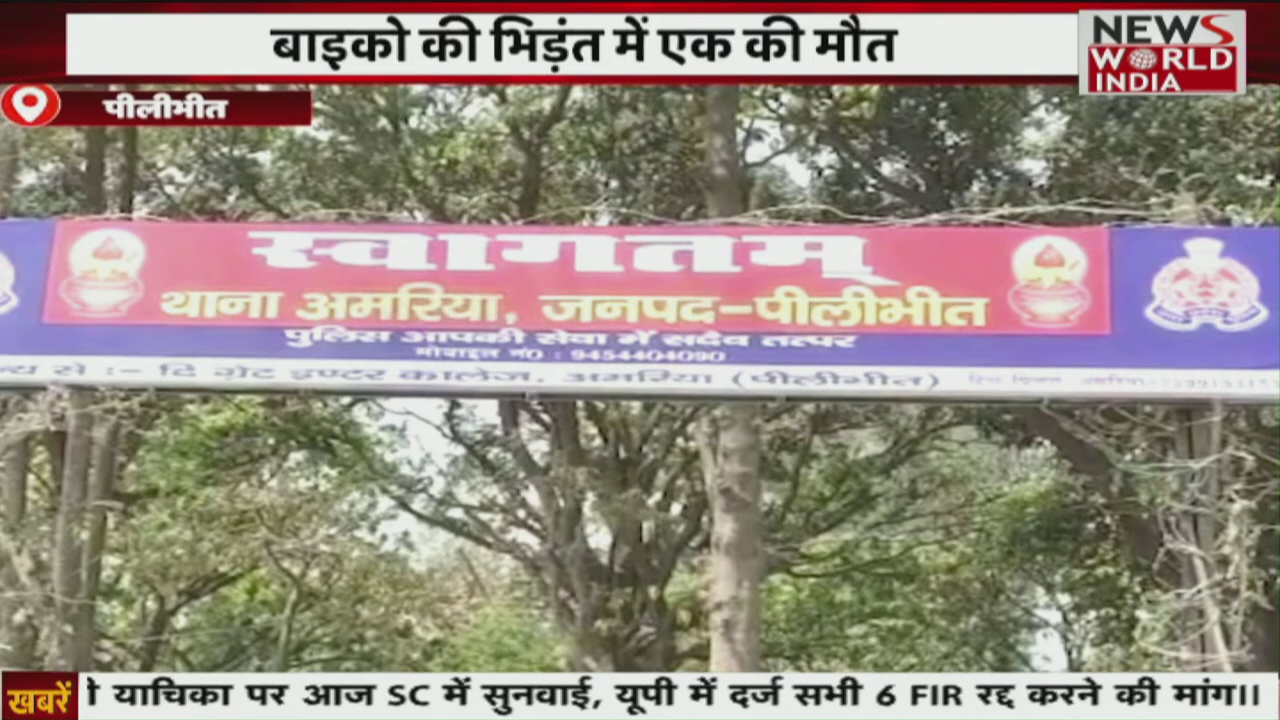 बाइको की भिड़ंत में एक की मौत
NEWS
WORLD
INDIA
पीलीभीत
स्वागतम्
थाना अमरिया, जनपद-पीलीभीत
पुलिस आपकी सेवा में सदैव तत्पर
मोबाइल नं0 : 9454404090
न्य से :- दि ग्रेट इण्टर कालेज, अमरिया (पीलीभीत)
खबरें
याचिका पर आज SC में सुनवाई, यूपी में दर्ज सभी 6 FIR रद्द करने की मांग।।